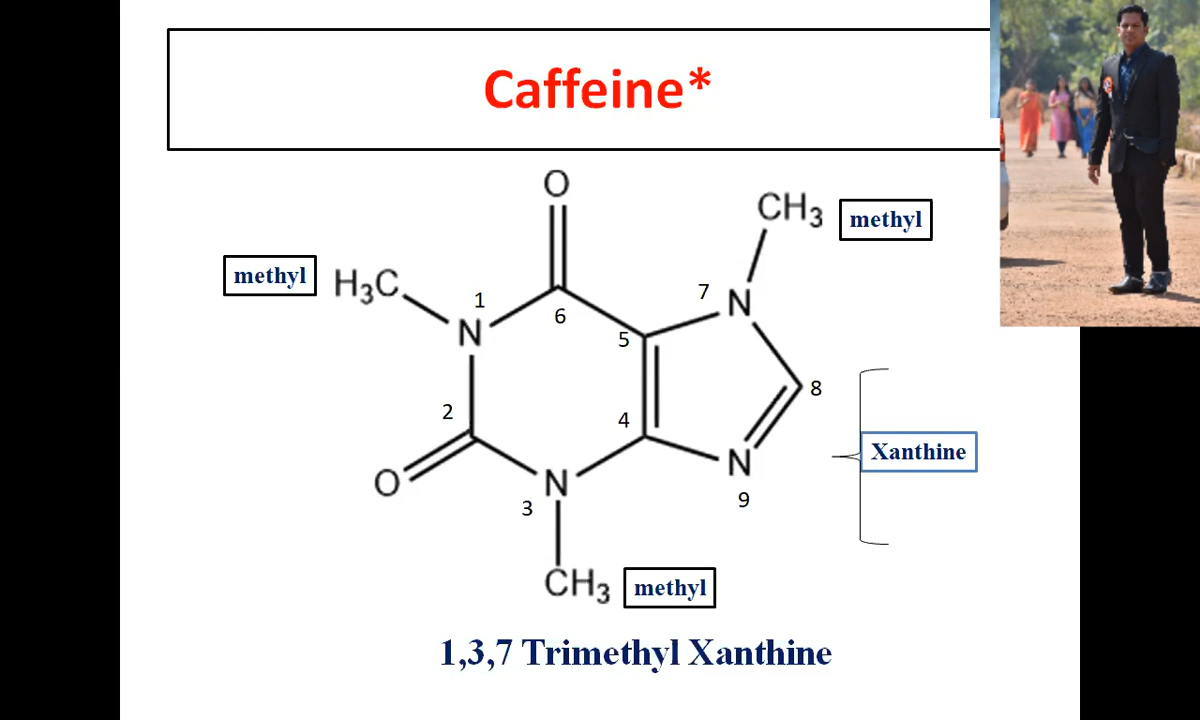 Caffeine*
O
CH3 methyl
methyl H3C
1
6
7
N
N
5
8
2
4
Xanthine
O
N
N
3
9
CH3 methyl
1,3,7 Trimethyl Xanthine